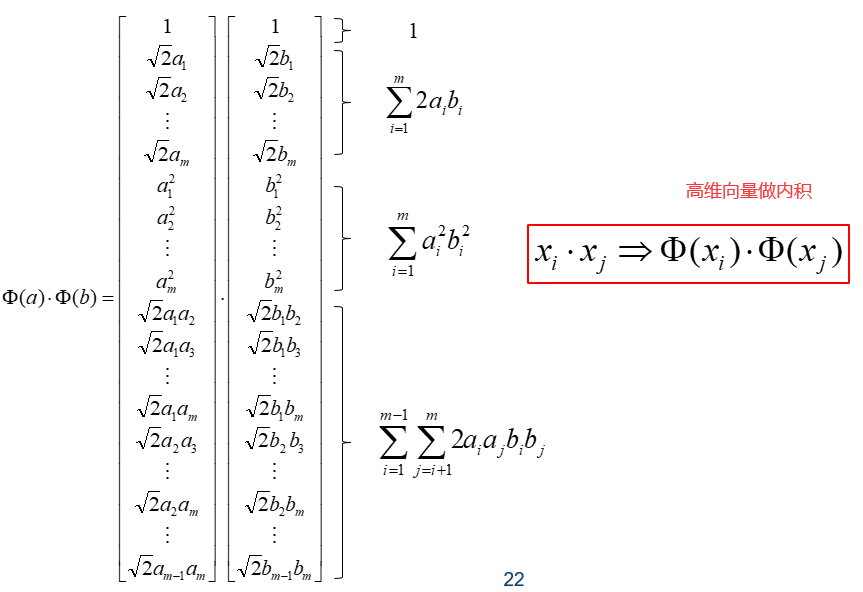 Φ(a)·Φ(b) =
1
√2a₁
√2a₂
⋮
√2aₘ
a₁²
a₂²
⋮
aₘ²
√2a₁a₂
√2a₁a₃
⋮
√2a₁aₘ
√2a₂a₃
⋮
√2a₂aₘ
⋮
√2aₘ₋₁aₘ
·
1
√2b₁
√2b₂
⋮
√2bₘ
b₁²
b₂²
⋮
bₘ²
√2b₁b₂
√2b₁b₃
⋮
√2b₁bₘ
√2b₂b₃
⋮
√2b₂bₘ
⋮
√2bₘ₋₁bₘ
1
∑_{i=1}^{m} 2aᵢbᵢ
∑_{i=1}^{m} aᵢ²bᵢ²
∑_{i=1}^{m−1} ∑_{j=i+1}^{m} 2aᵢaⱼbᵢbⱼ
高维向量做内积
xᵢ · xⱼ ⇒ Φ(xᵢ)·Φ(xⱼ)
22